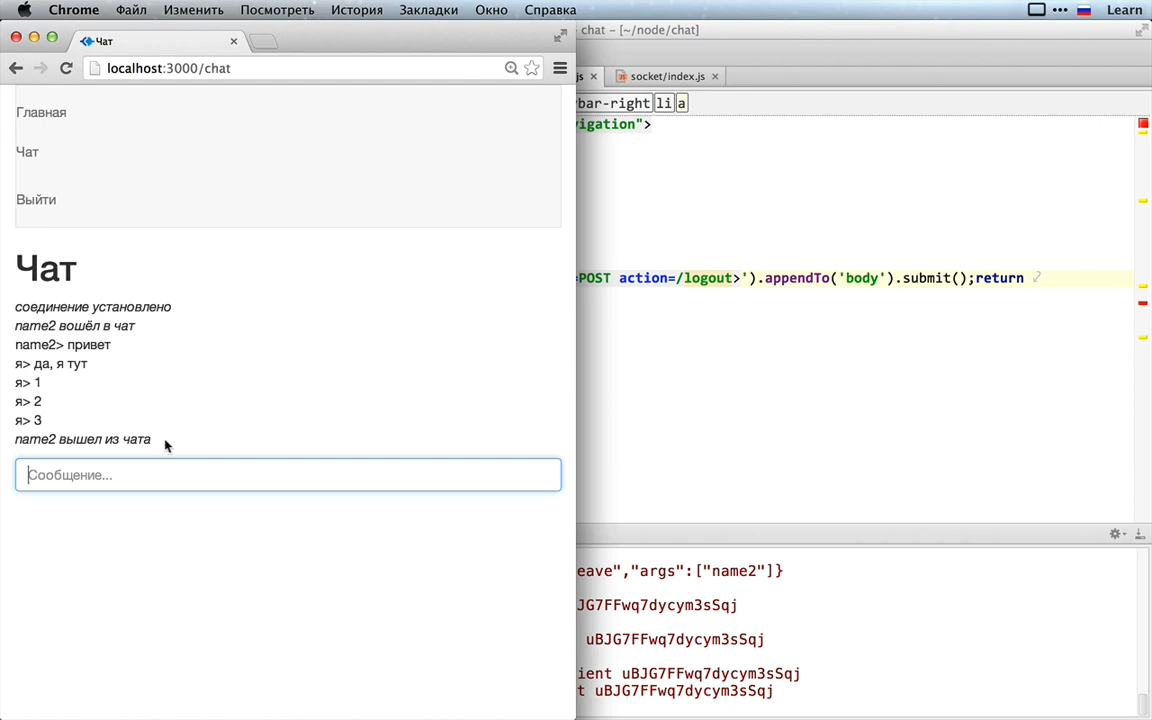 Chrome Файл Изменить Посмотреть История Закладки Окно Справка Learn
chat – [~/node/chat]
Чат
js socket/index.js
localhost:3000/chat
bar-right li a
vigation">
Главная
Чат
Выйти
=POST action=/logout>').appendTo('body').submit();return
Чат
соединение установлено
name2 вошёл в чат
name2> привет
я> да, я тут
я> 1
я> 2
я> 3
name2 вышел из чата
Сообщение...
eave","args":["name2"]}
JG7FFwq7dycym3sSqj
uBJG7FFwq7dycym3sSqj
ient uBJG7FFwq7dycym3sSqj
t uBJG7FFwq7dycym3sSqj